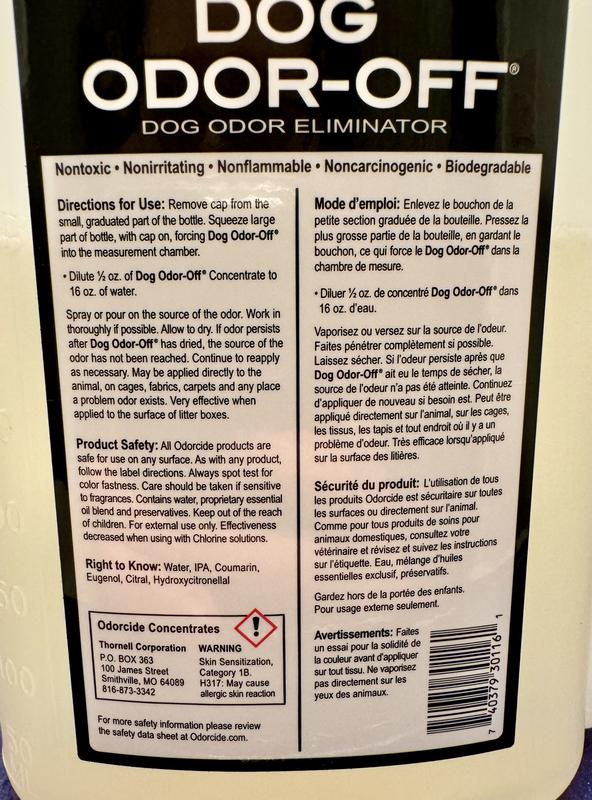 DOG
ODOR-OFF®
DOG ODOR ELIMINATOR
Nontoxic • Nonirritating • Nonflammable • Noncarcinogenic • Biodegradable
Directions for Use: Remove cap from the
small, graduated part of the bottle. Squeeze large
part of bottle, with cap on, forcing Dog Odor-Off®
into the measurement chamber.
• Dilute ½ oz. of Dog Odor-Off® Concentrate to
16 oz. of water.
Spray or pour on the source of the odor. Work in
thoroughly if possible. Allow to dry. If odor persists
after Dog Odor-Off® has dried, the source of the
odor has not been reached. Continue to reapply
as necessary. May be applied directly to the
animal, on cages, fabrics, carpets and any place
a problem odor exists. Very effective when
applied to the surface of litter boxes.
Product Safety: All Odorcide products are
safe for use on any surface. As with any product,
follow the label directions. Always spot test for
color fastness. Care should be taken if sensitive
to fragrances. Contains water, proprietary essential
oil blend and preservatives. Keep out of the reach
of children. For external use only. Effectiveness
decreased when using with Chlorine solutions.
Right to Know: Water, IPA, Coumarin,
Eugenol, Citral, Hydroxycitronellal
Odorcide Concentrates
Thornell Corporation
P.O. BOX 363
100 James Street
Smithville, MO 64089
816-873-3342
WARNING
Skin Sensitization,
Category 1B.
H317: May cause
allergic skin reaction
For more safety information please review
the safety data sheet at Odorcide.com.
Mode d'emploi: Enlevez le bouchon de la
petite section graduée de la bouteille. Pressez la
plus grosse partie de la bouteille, en gardant le
bouchon, ce qui force le Dog Odor-Off® dans la
chambre de mesure.
• Diluer ½ oz. de concentré Dog Odor-Off® dans
16 oz. d'eau.
Vaporisez ou versez sur la source de l'odeur.
Faites pénétrer complètement si possible.
Laissez sécher. Si l'odeur persiste après que
Dog Odor-Off® ait eu le temps de sécher, la
source de l'odeur n'a pas été atteinte. Continuez
d'appliquer de nouveau si besoin est. Peut être
appliqué directement sur l'animal, sur les cages,
les tissus, les tapis et tout endroit où il y a un
problème d'odeur. Très efficace lorsqu'appliqué
sur la surface des litières.
Sécurité du produit: L'utilisation de tous
les produits Odorcide est sécuritaire sur toutes
les surfaces ou directement sur l'animal.
Comme pour tous produits de soins pour
animaux domestiques, consultez votre
vétérinaire et révisez et suivez les instructions
sur l'étiquette. Eau, mélange d'huiles
essentielles exclusif, préservatifs.
Gardez hors de la portée des enfants.
Pour usage externe seulement.
Avertissements: Faites
un essai pour la solidité de
la couleur avant d'appliquer
sur tout tissu. Ne vaporisez
pas directement sur les
yeux des animaux.
7 40379 30116 1